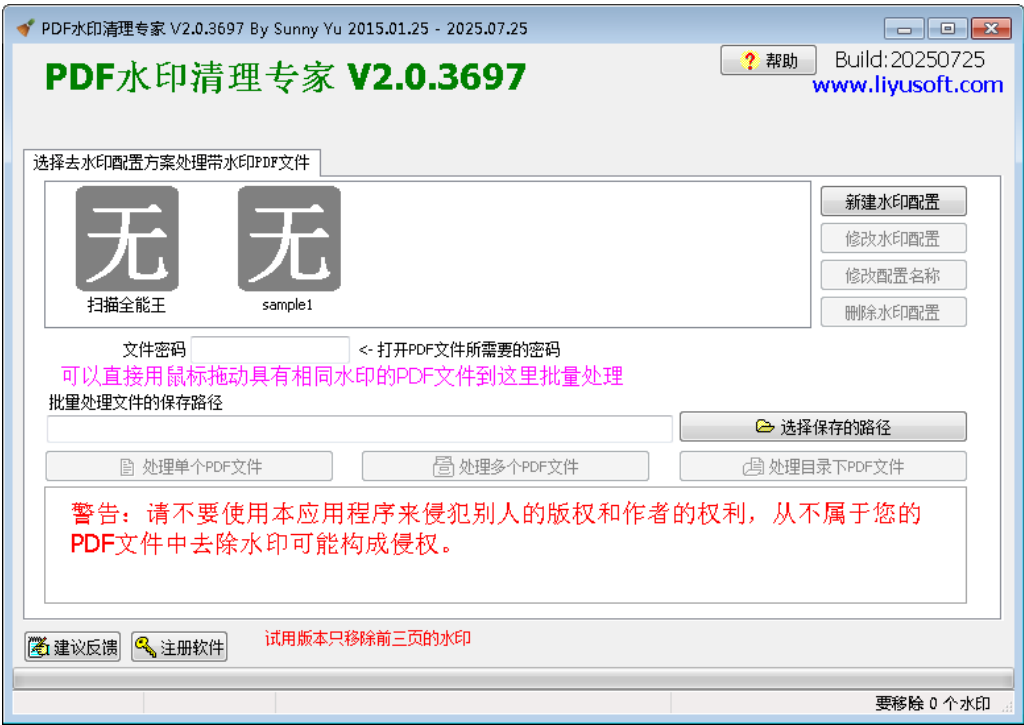 PDF水印清理专家 V2.0.3697 By Sunny Yu 2015.01.25 - 2025.07.25
PDF水印清理专家 V2.0.3697
帮助
Build:20250725
www.liyusoft.com
选择去水印配置方案处理带水印PDF文件
无
无
扫描全能王
sample1
新建水印配置
修改水印配置
修改配置名称
删除水印配置
文件密码
<- 打开PDF文件所需要的密码
可以直接用鼠标拖动具有相同水印的PDF文件到这里批量处理
批量处理文件的保存路径
选择保存的路径
处理单个PDF文件
处理多个PDF文件
处理目录下PDF文件
警告：请不要使用本应用程序来侵犯别人的版权和作者的权利，从不属于您的
PDF文件中去除水印可能构成侵权。
建议反馈
注册软件
试用版本只移除前三页的水印
要移除 0 个水印